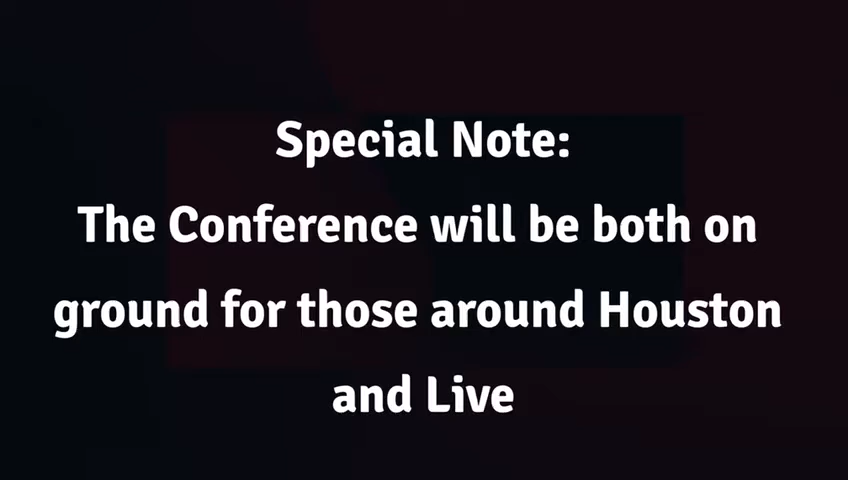 Special Note:
The Conference will be both on
ground for those around Houston
and Live